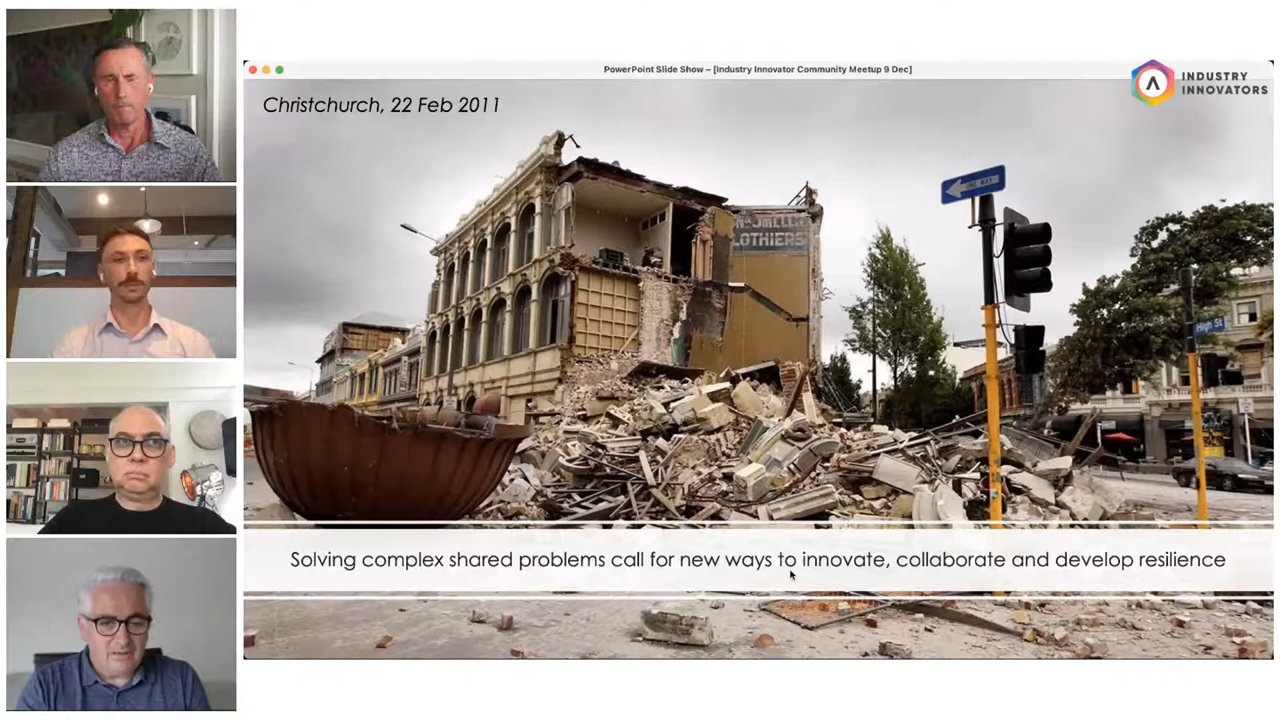 PowerPoint Slide Show – [Industry Innovator Community Meetup 9 Dec]
INDUSTRY
INNOVATORS
Christchurch, 22 Feb 2011
ONE WAY
LOTHIERS
High St
Solving complex shared problems call for new ways to innovate, collaborate and develop resilience